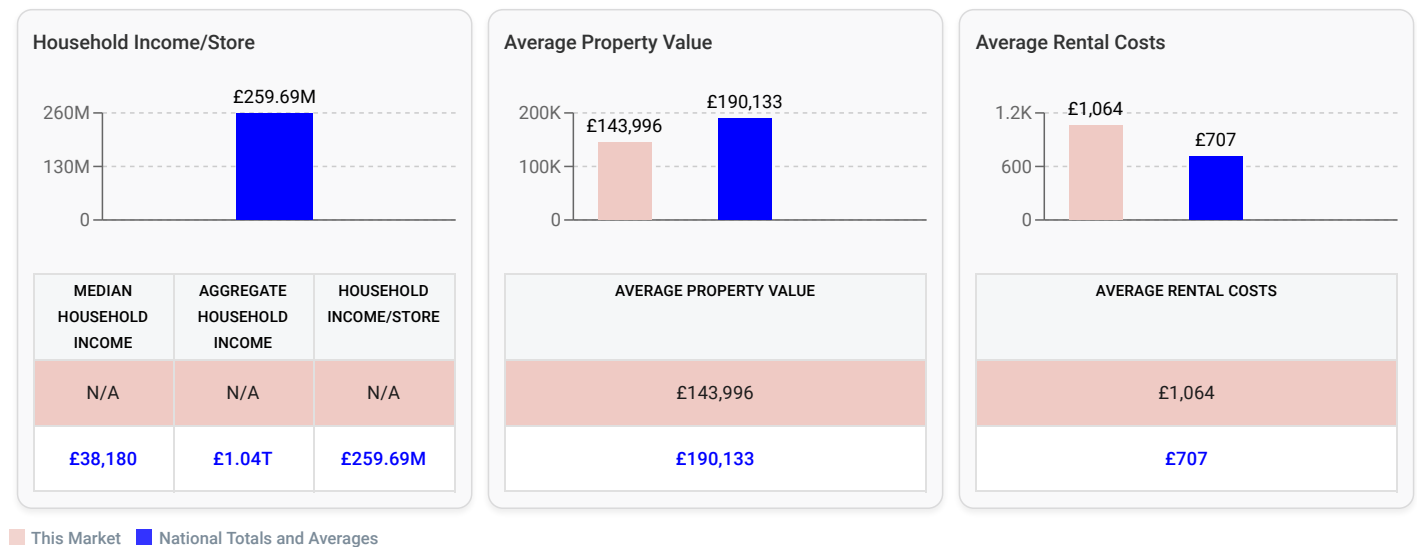 Household Income/Store
£259.69M
260M
130M
0
MEDIAN HOUSEHOLD INCOME
AGGREGATE HOUSEHOLD INCOME
HOUSEHOLD INCOME/STORE
N/A
N/A
N/A
£38,180
£1.04T
£259.69M
Average Property Value
£190,133
£143,996
200K
100K
0
AVERAGE PROPERTY VALUE
£143,996
£190,133
Average Rental Costs
£1,064
£707
1.2K
600
0
AVERAGE RENTAL COSTS
£1,064
£707
This Market
National Totals and Averages